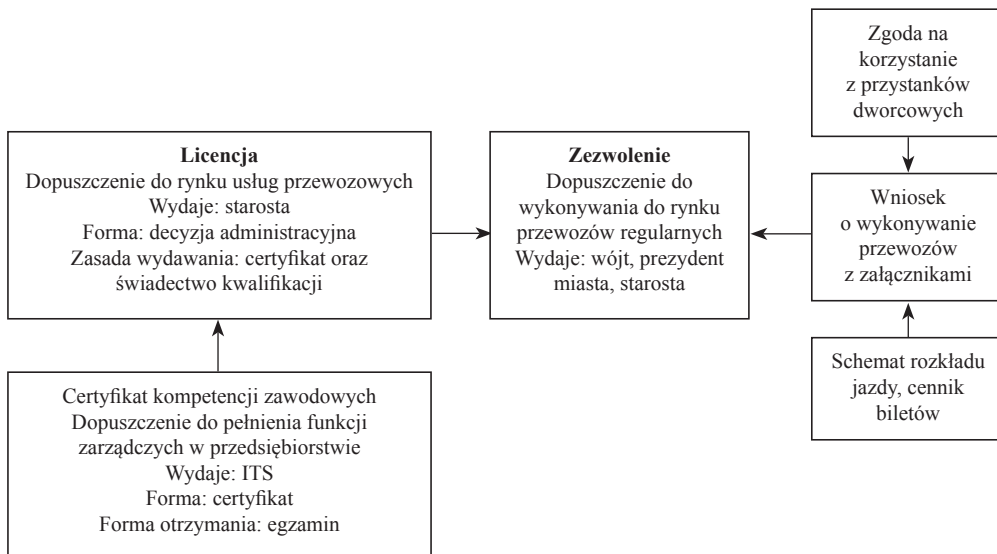 Zgoda na
korzystanie
z przystanków
dworcowych
Licencja
Dopuszczenie do rynku usług przewozowych
Wydaje: starosta
Forma: decyzja administracyjna
Zasada wydawania: certyfikat oraz
świadectwo kwalifikacji
Zezwolenie
Dopuszczenie do
wykonywania do rynku
przewozów regularnych
Wydaje: wójt, prezydent
miasta, starosta
Wniosek
o wykonywanie
przewozów
z załącznikami
Certyfikat kompetencji zawodowych
Dopuszczenie do pełnienia funkcji
zarządczych w przedsiębiorstwie
Wydaje: ITS
Forma: certyfikat
Forma otrzymania: egzamin
Schemat rozkładu
jazdy, cennik
biletów